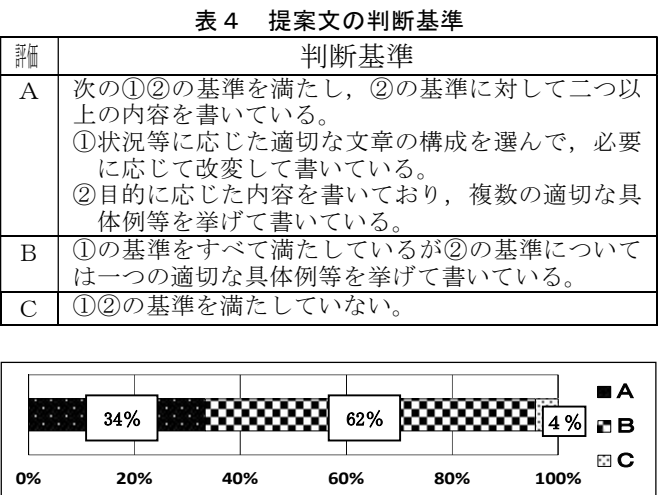 表４　提案文の判断基準
評価　判断基準
A　次の①②の基準を満たし，②の基準に対して二つ以
上の内容を書いている。
①状況等に応じた適切な文章の構成を選んで，必要
に応じて改変して書いている。
②目的に応じた内容を書いており，複数の適切な具
体例等を挙げて書いている。
B　①の基準をすべて満たしているが②の基準について
は一つの適切な具体例等を挙げて書いている。
C　①②の基準を満たしていない。
34%　62%　4%
A
B
C
0%　20%　40%　60%　80%　100%